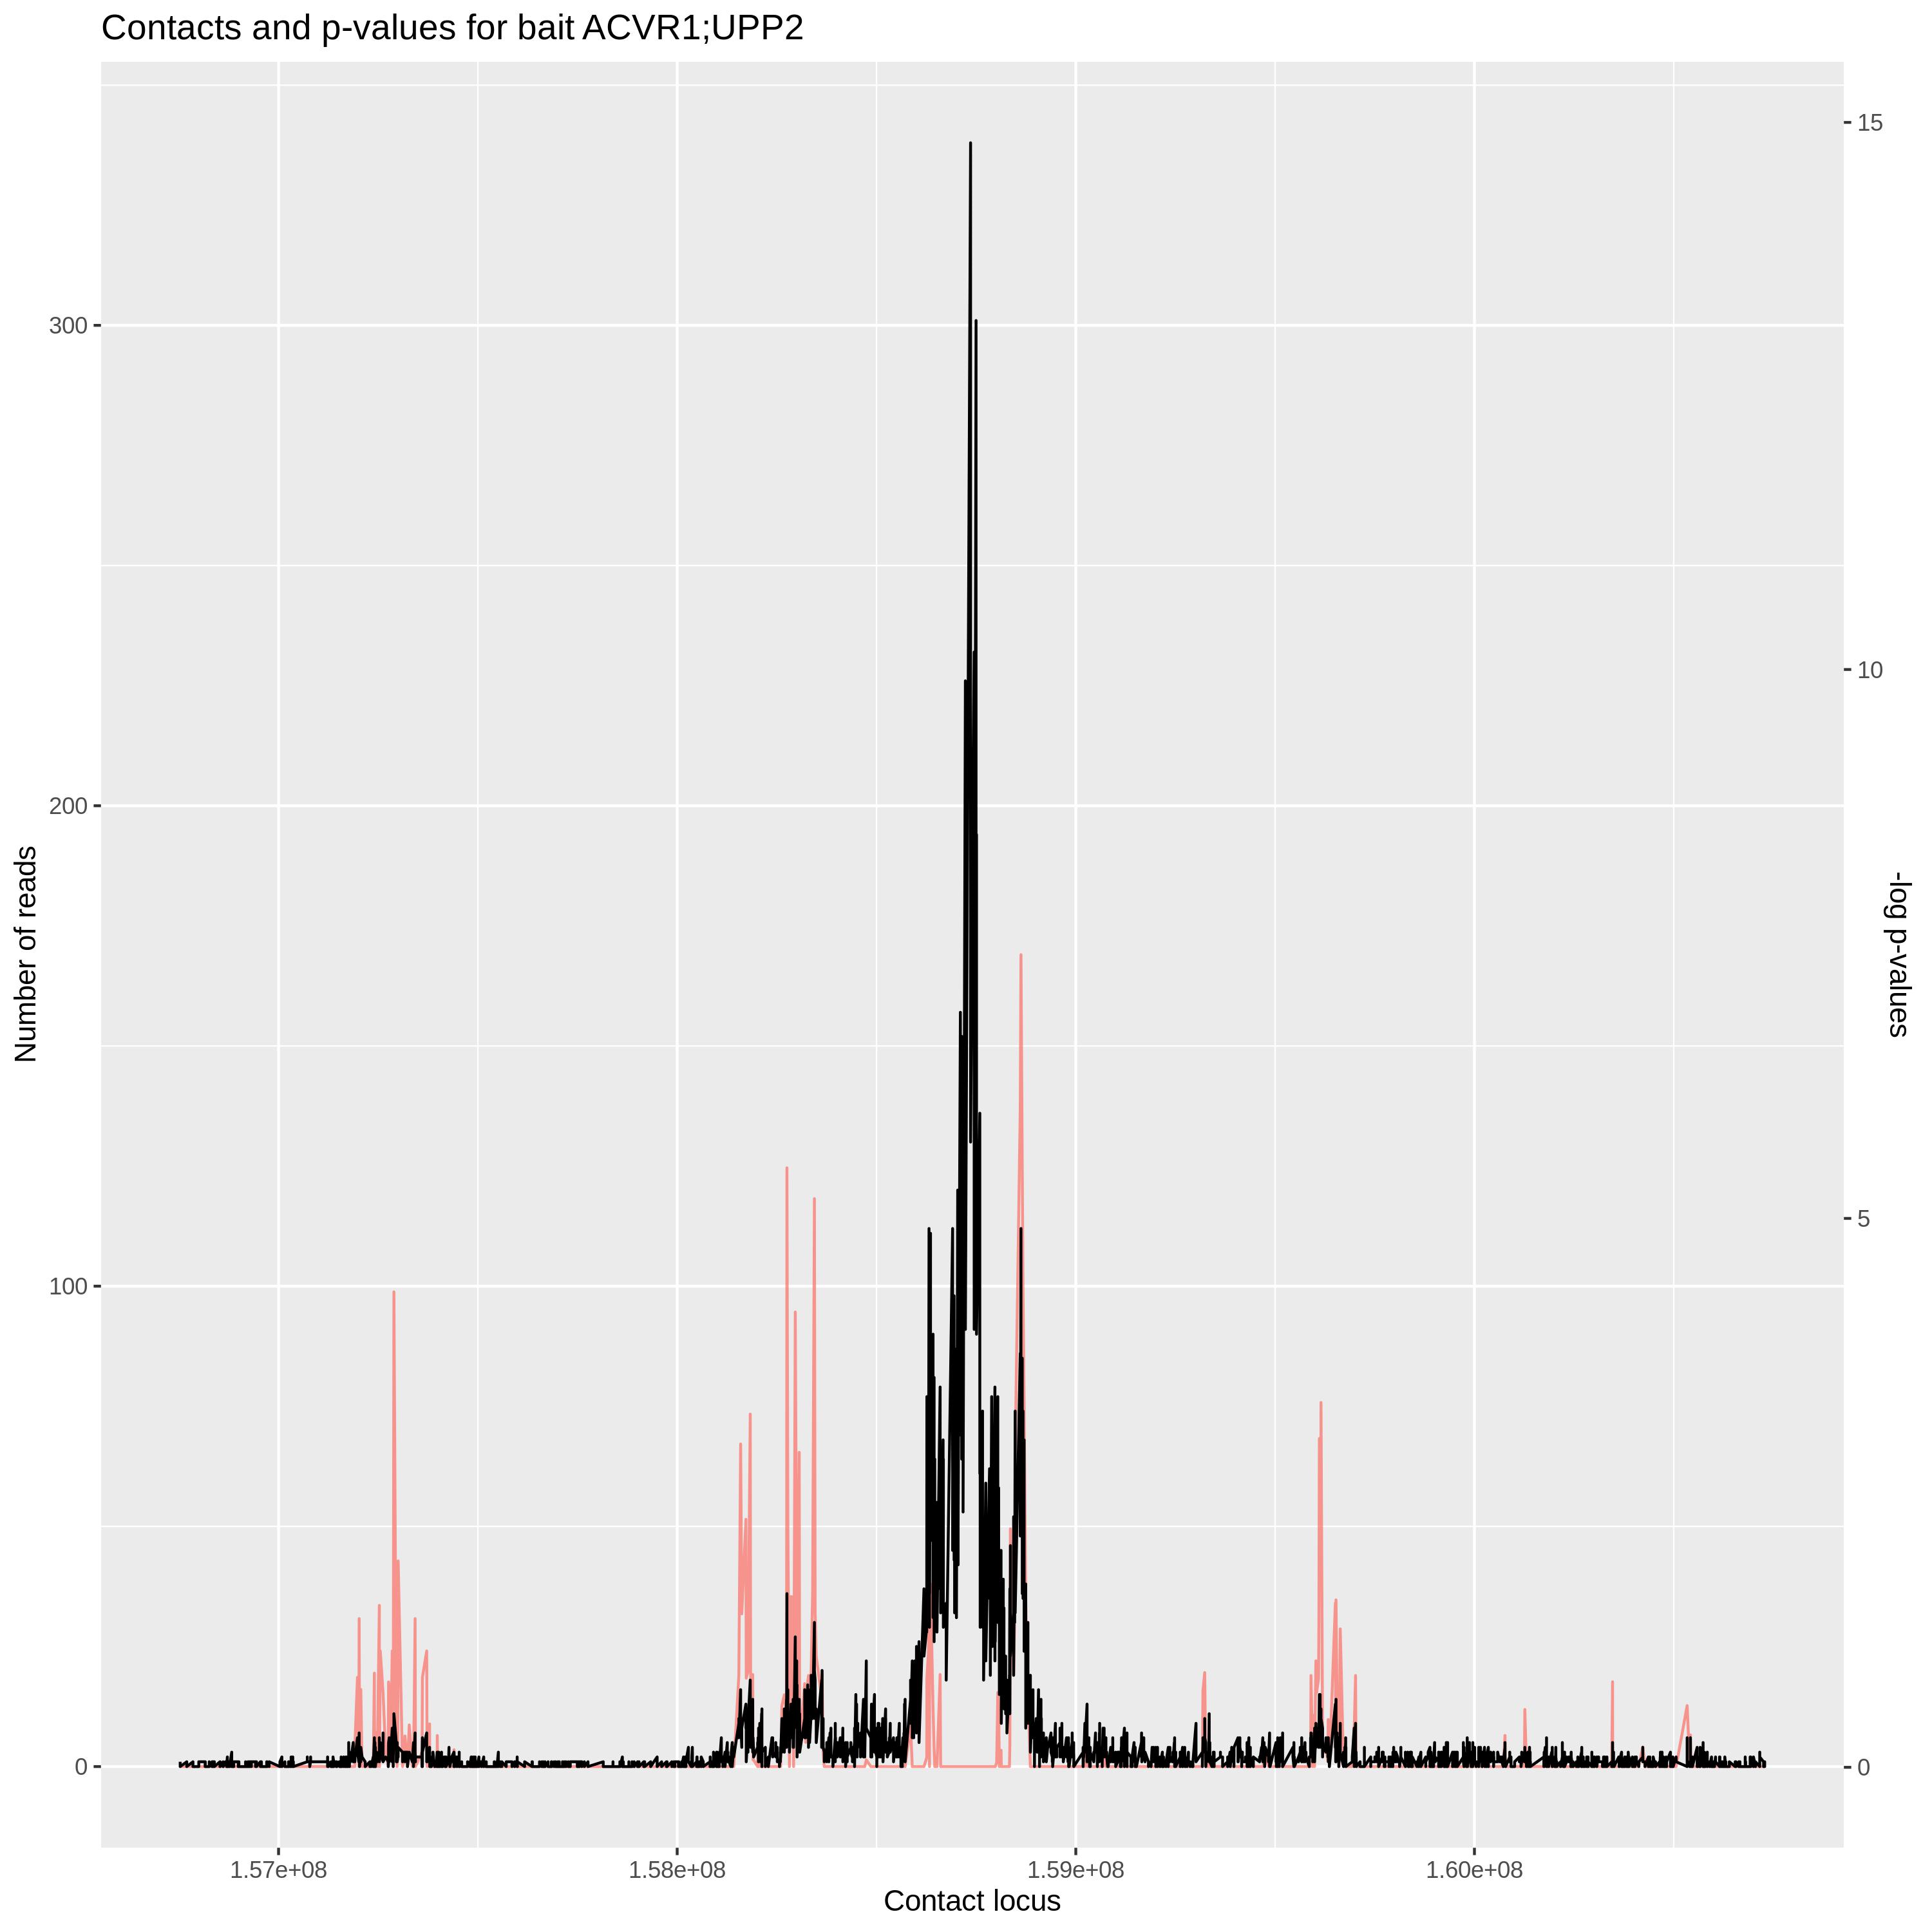 Contacts and p-values for bait ACVR1;UPP2
15
300
10
200
Number of reads
-log p-values
5
100
0
0
1.57e+08
1.58e+08
1.59e+08
1.60e+08
Contact locus